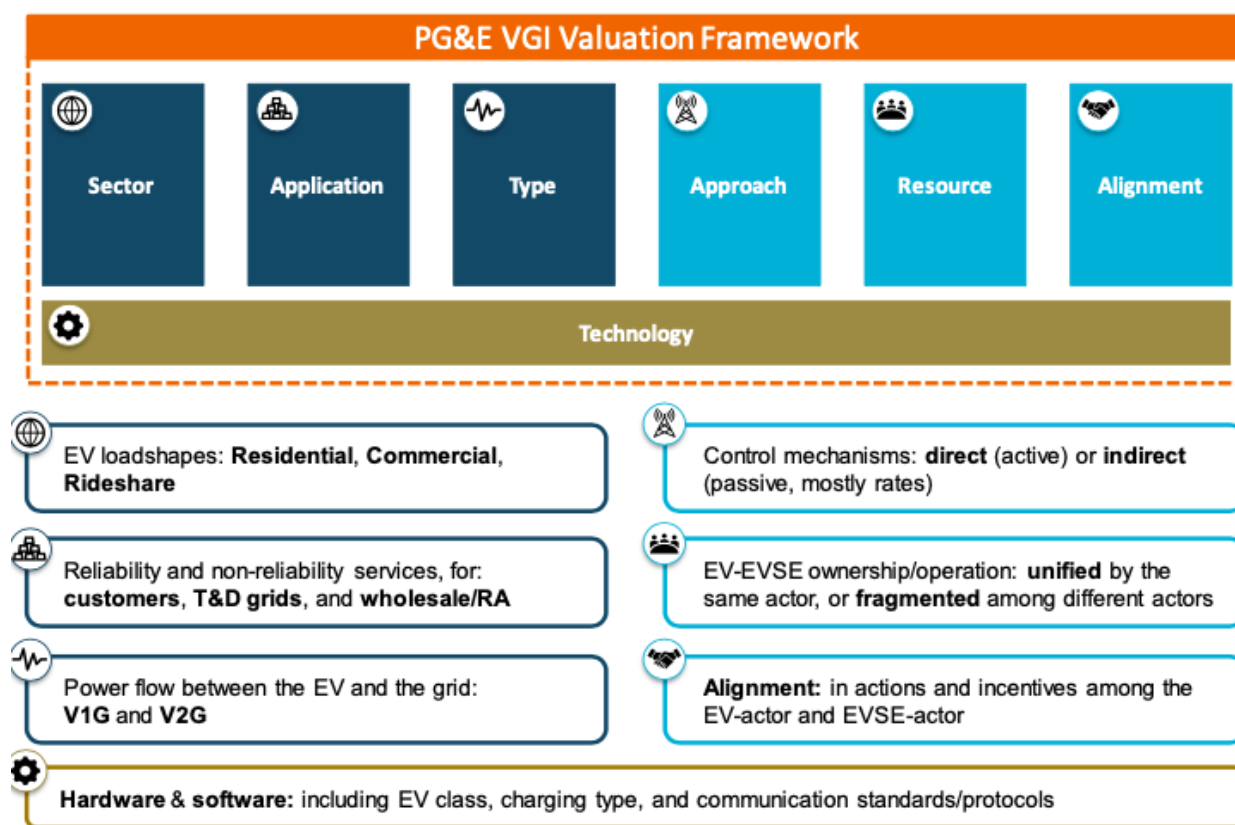 PG&E VGI Valuation Framework
Sector
Application
Type
Approach
Resource
Alignment
Technology
EV loadshapes: Residential, Commercial,
Rideshare
Control mechanisms: direct (active) or indirect
(passive, mostly rates)
Reliability and non-reliability services, for:
customers, T&D grids, and wholesale/RA
EV-EVSE ownership/operation: unified by the
same actor, or fragmented among different actors
Power flow between the EV and the grid:
V1G and V2G
Alignment: in actions and incentives among the
EV-actor and EVSE-actor
Hardware & software: including EV class, charging type, and communication standards/protocols